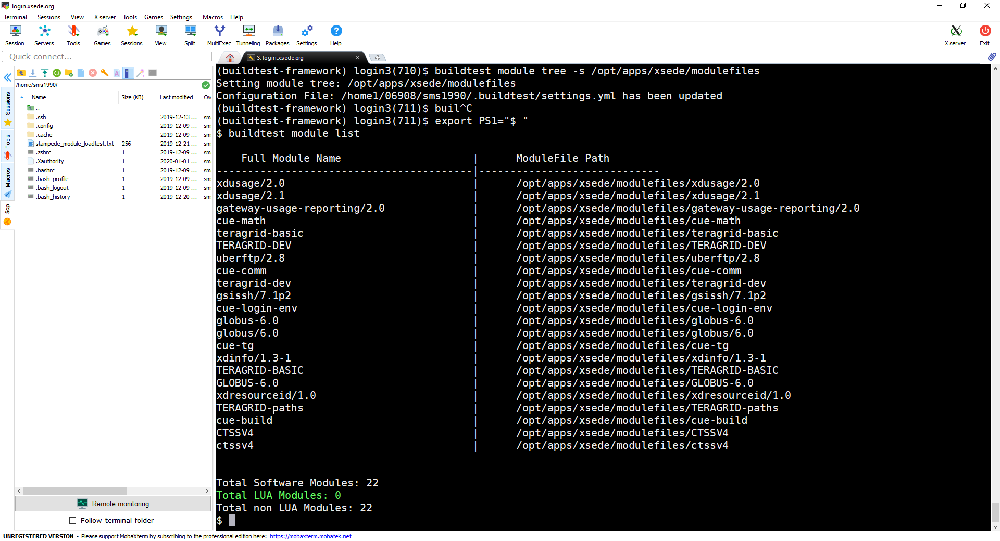 login.xsede.org
Terminal Sessions View X server Tools Games Settings Macros Help
Session Servers Tools Games Sessions View Split MultiExec Tunneling Packages Settings Help X server Exit
Quick connect...
3. login.xsede.org
/home/sms1990/
Name Size (KB) Last modified Ow
..
.ssh 2019-12-13 ... sms
.config 2019-12-09 ... sms
.cache 2019-12-09 ... sms
stampede_module_loadtest.txt 256 2019-12-21 ... sms
.zshrc 1 2019-12-09 ... sms
.Xauthority 1 2020-01-01 ... sms
.bashrc 1 2019-12-09 ... sms
.bash_profile 1 2019-12-09 ... sms
.bash_logout 1 2019-12-09 ... sms
.bash_history 1 2019-12-20 ... sms
Sessions
Tools
Macros
Scp
Remote monitoring
Follow terminal folder
(buildtest-framework) login3(710)$ buildtest module tree -s /opt/apps/xsede/modulefiles
Setting module tree: /opt/apps/xsede/modulefiles
Configuration File: /home1/06908/sms1990/.buildtest/settings.yml has been updated
(buildtest-framework) login3(711)$ buil^C
(buildtest-framework) login3(711)$ export PS1="$ "
$ buildtest module list
Full Module Name | ModuleFile Path
-----------------------------------------|-----------------------------
xdusage/2.0 | /opt/apps/xsede/modulefiles/xdusage/2.0
xdusage/2.1 | /opt/apps/xsede/modulefiles/xdusage/2.1
gateway-usage-reporting/2.0 | /opt/apps/xsede/modulefiles/gateway-usage-reporting/2.0
cue-math | /opt/apps/xsede/modulefiles/cue-math
teragrid-basic | /opt/apps/xsede/modulefiles/teragrid-basic
TERAGRID-DEV | /opt/apps/xsede/modulefiles/TERAGRID-DEV
uberftp/2.8 | /opt/apps/xsede/modulefiles/uberftp/2.8
cue-comm | /opt/apps/xsede/modulefiles/cue-comm
teragrid-dev | /opt/apps/xsede/modulefiles/teragrid-dev
gsissh/7.1p2 | /opt/apps/xsede/modulefiles/gsissh/7.1p2
cue-login-env | /opt/apps/xsede/modulefiles/cue-login-env
globus-6.0 | /opt/apps/xsede/modulefiles/globus-6.0
globus/6.0 | /opt/apps/xsede/modulefiles/globus/6.0
cue-tg | /opt/apps/xsede/modulefiles/cue-tg
xdinfo/1.3-1 | /opt/apps/xsede/modulefiles/xdinfo/1.3-1
TERAGRID-BASIC | /opt/apps/xsede/modulefiles/TERAGRID-BASIC
GLOBUS-6.0 | /opt/apps/xsede/modulefiles/GLOBUS-6.0
xdresourceid/1.0 | /opt/apps/xsede/modulefiles/xdresourceid/1.0
TERAGRID-paths | /opt/apps/xsede/modulefiles/TERAGRID-paths
cue-build | /opt/apps/xsede/modulefiles/cue-build
CTSSV4 | /opt/apps/xsede/modulefiles/CTSSV4
ctssv4 | /opt/apps/xsede/modulefiles/ctssv4
Total Software Modules: 22
Total LUA Modules: 0
Total non LUA Modules: 22
$
UNREGISTERED VERSION - Please support MobaXterm by subscribing to the professional edition here: https://mobaxterm.mobatek.net